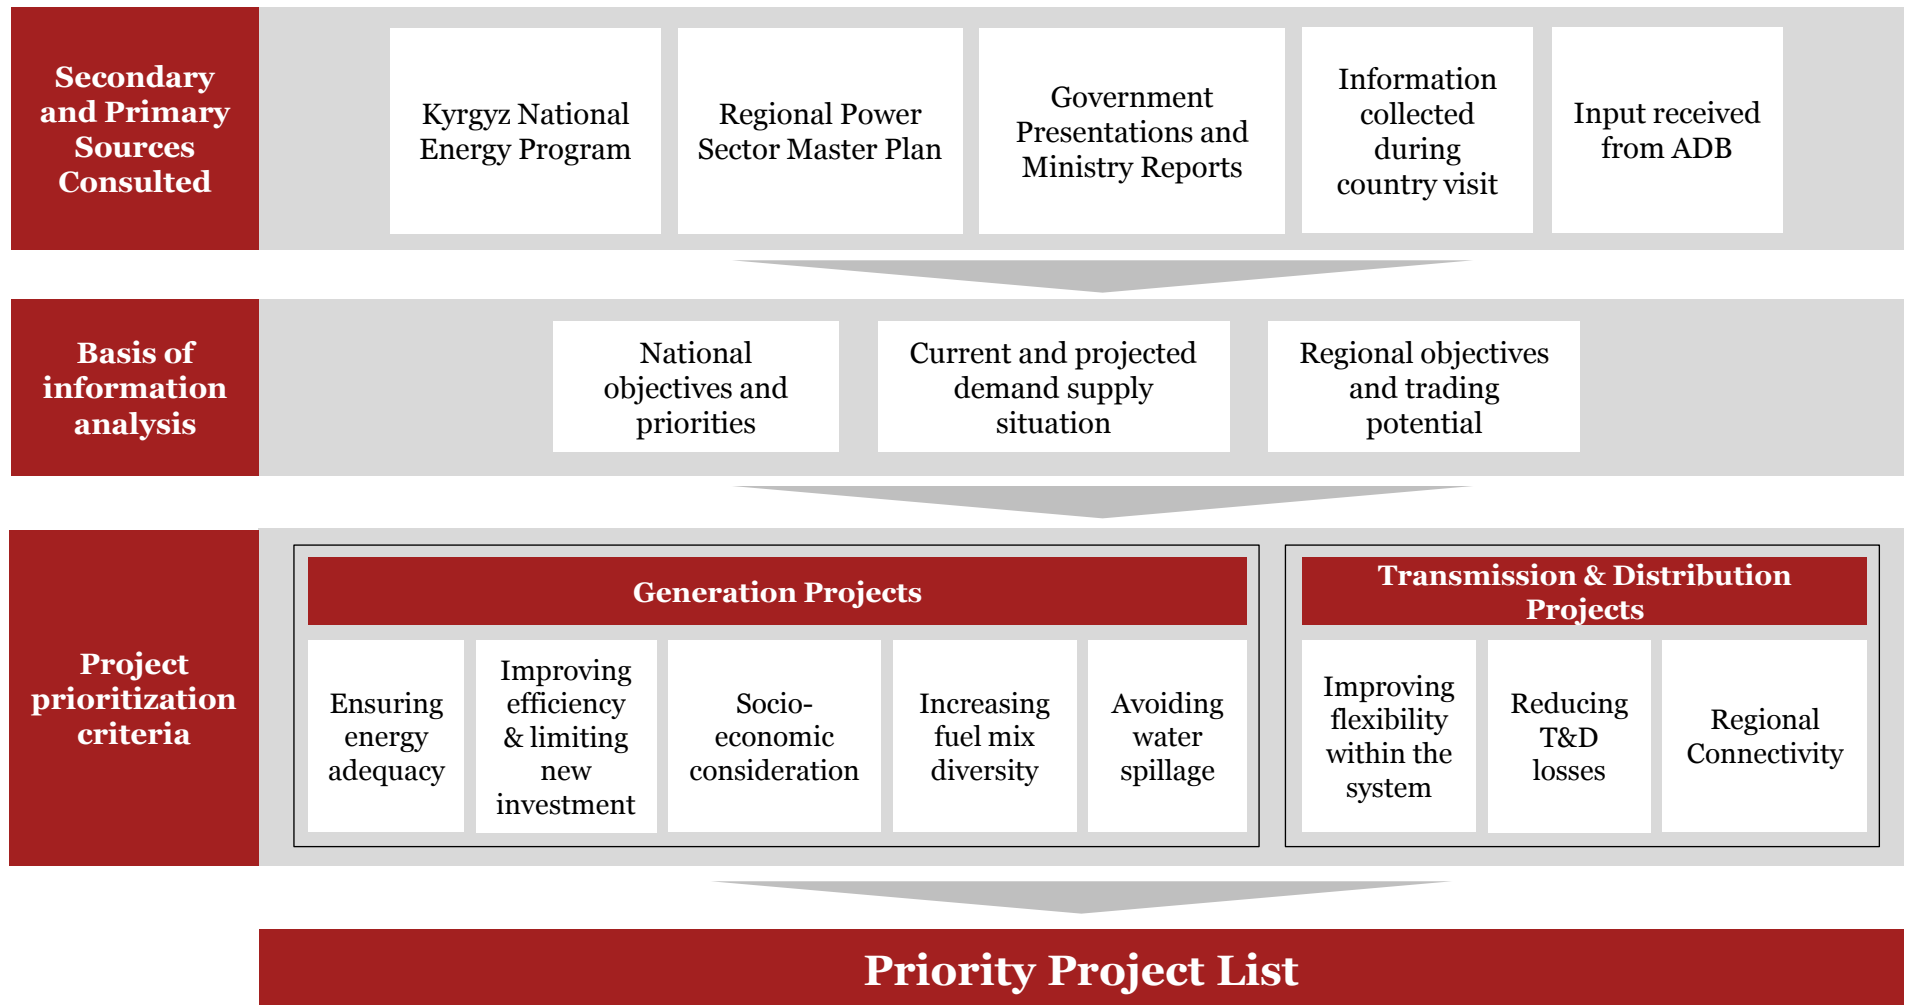 Secondary
and Primary
Sources
Consulted
Kyrgyz National
Energy Program
Regional Power
Sector Master Plan
Government
Presentations and
Ministry Reports
Information
collected
during
country visit
Input received
from ADB
Basis of
information
analysis
National
objectives and
priorities
Current and projected
demand supply
situation
Regional objectives
and trading
potential
Project
prioritization
criteria
Generation Projects
Ensuring
energy
adequacy
Improving
efficiency
& limiting
new
investment
Socio-
economic
consideration
Increasing
fuel mix
diversity
Avoiding
water
spillage
Transmission & Distribution
Projects
Improving
flexibility
within the
system
Reducing
T&D
losses
Regional
Connectivity
Priority Project List